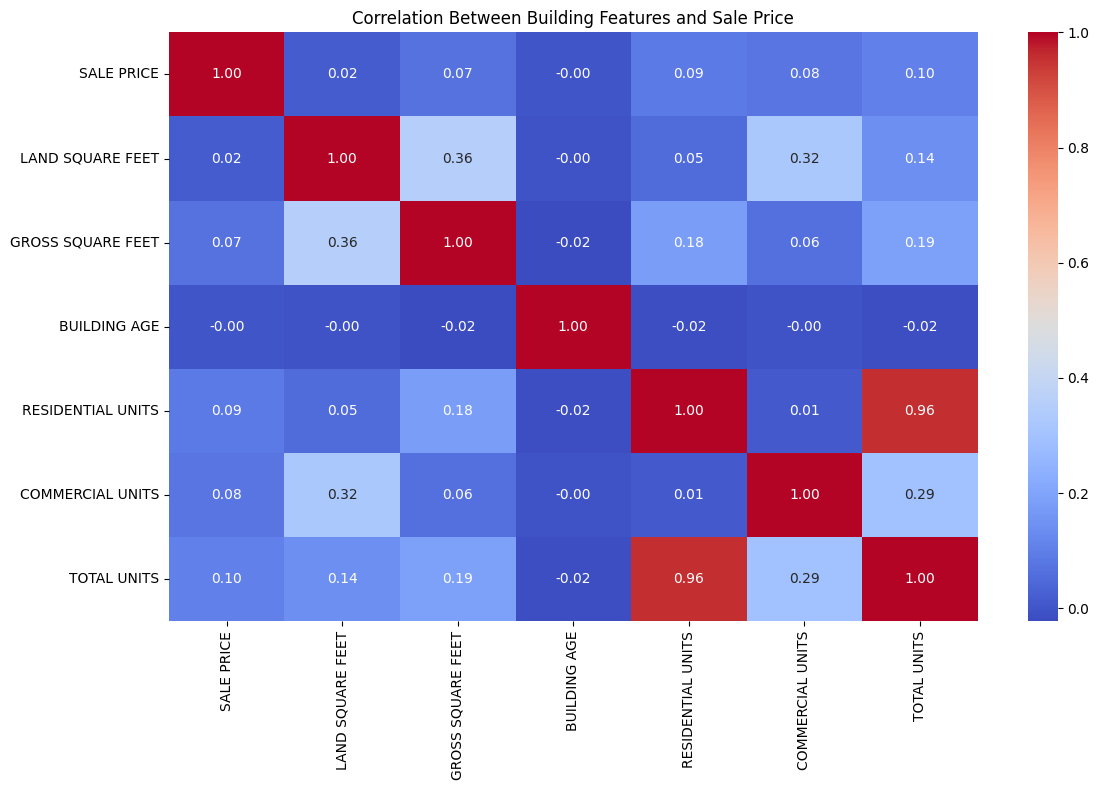 Correlation Between Building Features and Sale Price
SALE PRICE 1.00 0.02 0.07 -0.00 0.09 0.08 0.10
LAND SQUARE FEET 0.02 1.00 0.36 -0.00 0.05 0.32 0.14
GROSS SQUARE FEET 0.07 0.36 1.00 -0.02 0.18 0.06 0.19
BUILDING AGE -0.00 -0.00 -0.02 1.00 -0.02 -0.00 -0.02
RESIDENTIAL UNITS 0.09 0.05 0.18 -0.02 1.00 0.01 0.96
COMMERCIAL UNITS 0.08 0.32 0.06 -0.00 0.01 1.00 0.29
TOTAL UNITS 0.10 0.14 0.19 -0.02 0.96 0.29 1.00
SALE PRICE
LAND SQUARE FEET
GROSS SQUARE FEET
BUILDING AGE
RESIDENTIAL UNITS
COMMERCIAL UNITS
TOTAL UNITS
1.0
0.8
0.6
0.4
0.2
0.0